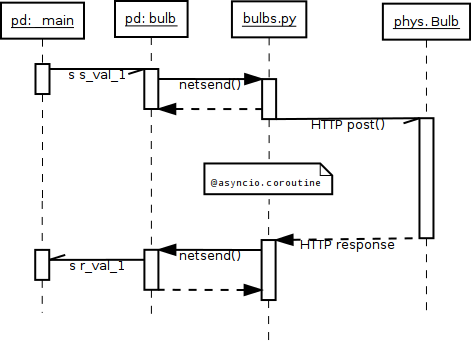 pd: main
pd: bulb
bulbs.py
phys. Bulb
s s_val_1
netsend()
HTTP post()
@asyncio.coroutine
HTTP response
netsend()
s r_val_1